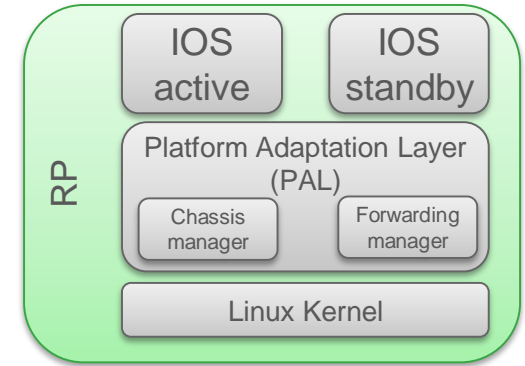 IOS
active
IOS
standby
RP
Platform Adaptation Layer
(PAL)
Chassis
manager
Forwarding
manager
Linux Kernel